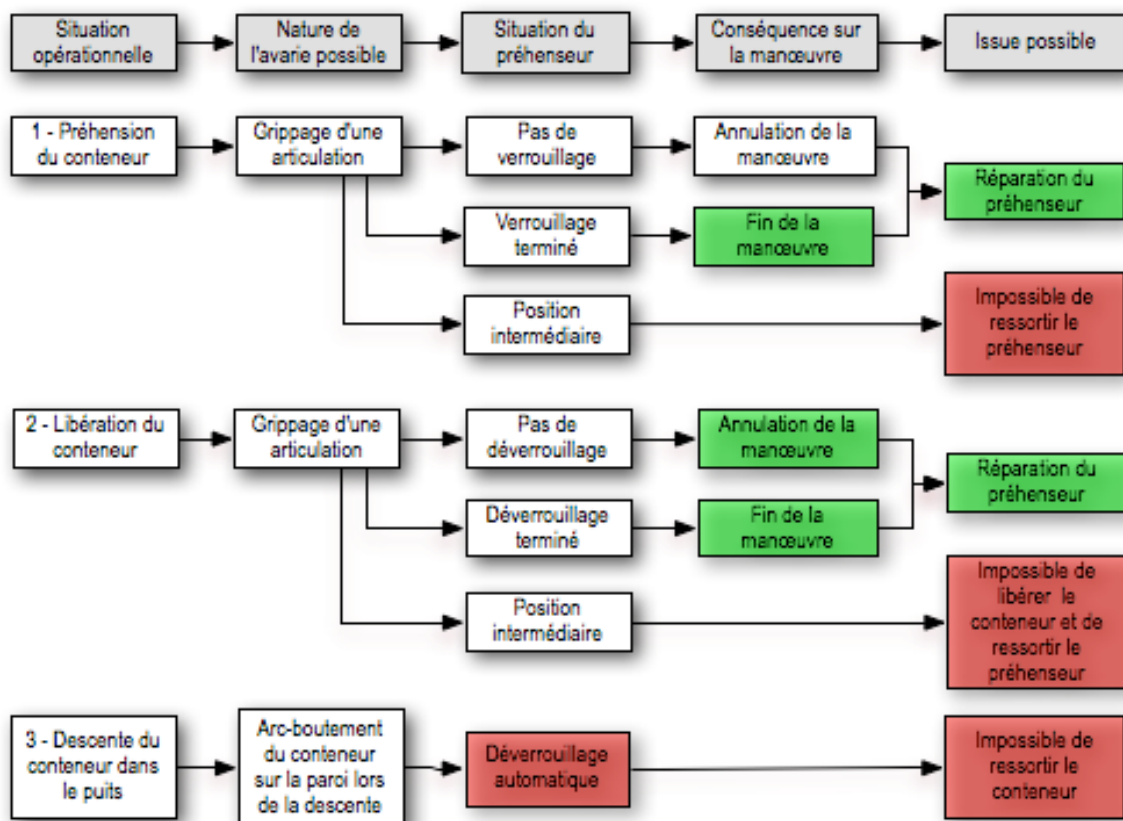 Situation
opérationnelle
Nature de
l'avarie possible
Situation du
préhenseur
Conséquence sur
la manœuvre
Issue possible
1 - Préhension
du conteneur
Grippage d'une
articulation
Pas de
verrouillage
Annulation de la
manœuvre
Réparation du
préhenseur
Verrouillage
terminé
Fin de la
manœuvre
Position
intermédiaire
Impossible de
ressortir le
préhenseur
2 - Libération du
conteneur
Grippage d'une
articulation
Pas de
déverrouillage
Annulation de la
manœuvre
Réparation du
préhenseur
Déverrouillage
terminé
Fin de la
manœuvre
Position
intermédiaire
Impossible de
libérer le
conteneur et de
ressortir le
préhenseur
3 - Descente du
conteneur dans
le puits
Arc-boutement
du conteneur
sur la paroi lors
de la descente
Déverrouillage
automatique
Impossible de
ressortir le
conteneur